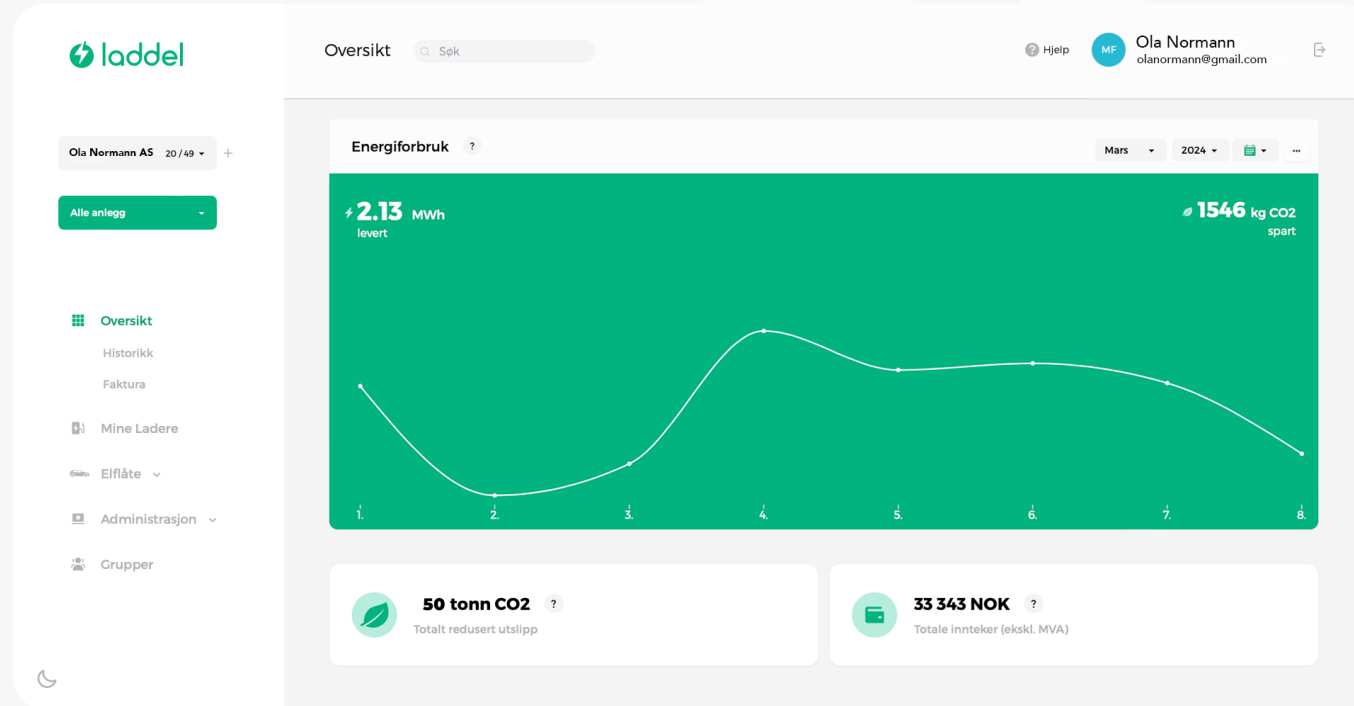 laddel
Oversikt
Søk
Hjelp
MF
Ola Normann
olanormann@gmail.com
Ola Normann AS 20 / 49
Alle anlegg
Oversikt
Historikk
Faktura
Mine Ladere
Elflåte
Administrasjon
Grupper
Energiforbruk ?
Mars
2024
...
2.13 MWh
levert
1546 kg CO2
spart
1. 2. 3. 4. 5. 6. 7. 8.
50 tonn CO2 ?
Totalt redusert utslipp
33 343 NOK ?
Totale innteker (ekskl. MVA)